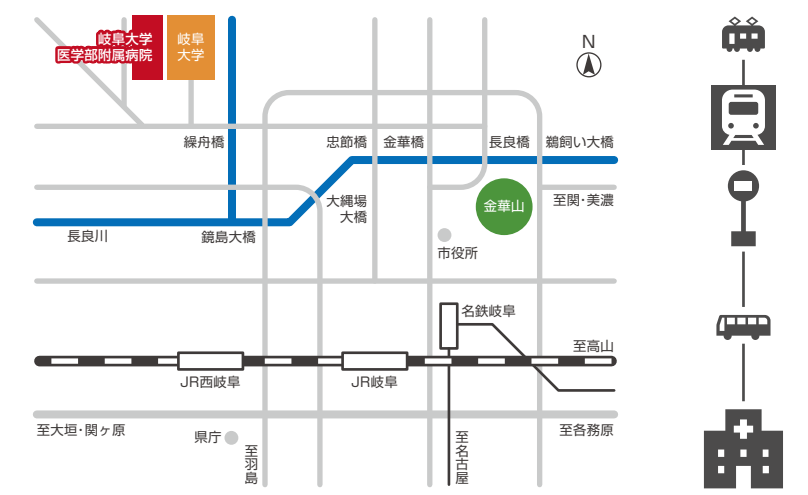 岐阜大学
医学部附属病院
岐阜
大学
N
繰舟橋
忠節橋
金華橋
長良橋
鵜飼い大橋
大縄場
大橋
金華山
至関・美濃
長良川
鏡島大橋
市役所
名鉄岐阜
至高山
JR西岐阜
JR岐阜
至大垣・関ヶ原
県庁
至羽島
至名古屋
至各務原